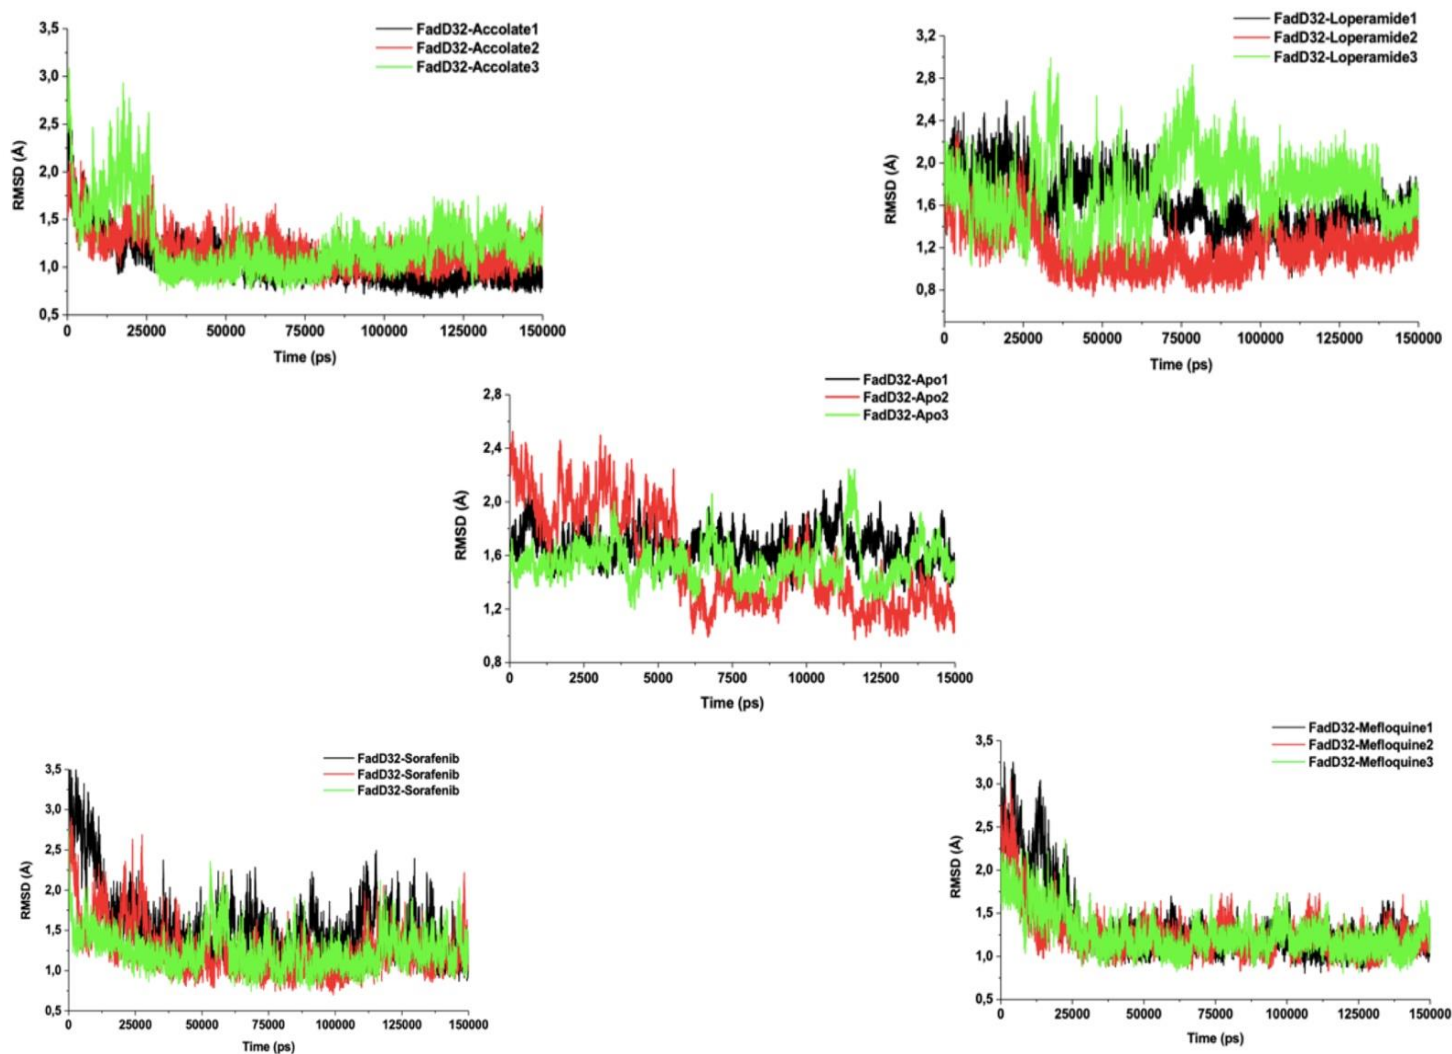 FadD32-Accolate1
FadD32-Accolate2
FadD32-Accolate3
3,5
3,0
2,5
2,0
1,5
1,0
0,5
RMSD (Å)
0 25000 50000 75000 100000 125000 150000
Time (ps)
FadD32-Loperamide1
FadD32-Loperamide2
FadD32-Loperamide3
3,2
2,8
2,4
2,0
1,6
1,2
0,8
RMSD (Å)
0 25000 50000 75000 100000 125000 150000
Time (ps)
FadD32-Apo1
FadD32-Apo2
FadD32-Apo3
2,8
2,4
2,0
1,6
1,2
0,8
RMSD (Å)
0 2500 5000 7500 10000 12500 15000
Time (ps)
FadD32-Sorafenib
FadD32-Sorafenib
FadD32-Sorafenib
3,5
3,0
2,5
2,0
1,5
1,0
0,5
RMSD (Å)
0 25000 50000 75000 100000 125000 150000
Time (ps)
FadD32-Mefloquine1
FadD32-Mefloquine2
FadD32-Mefloquine3
3,5
3,0
2,5
2,0
1,5
1,0
0,5
RMSD (Å)
0 25000 50000 75000 100000 125000 150000
Time (ps)